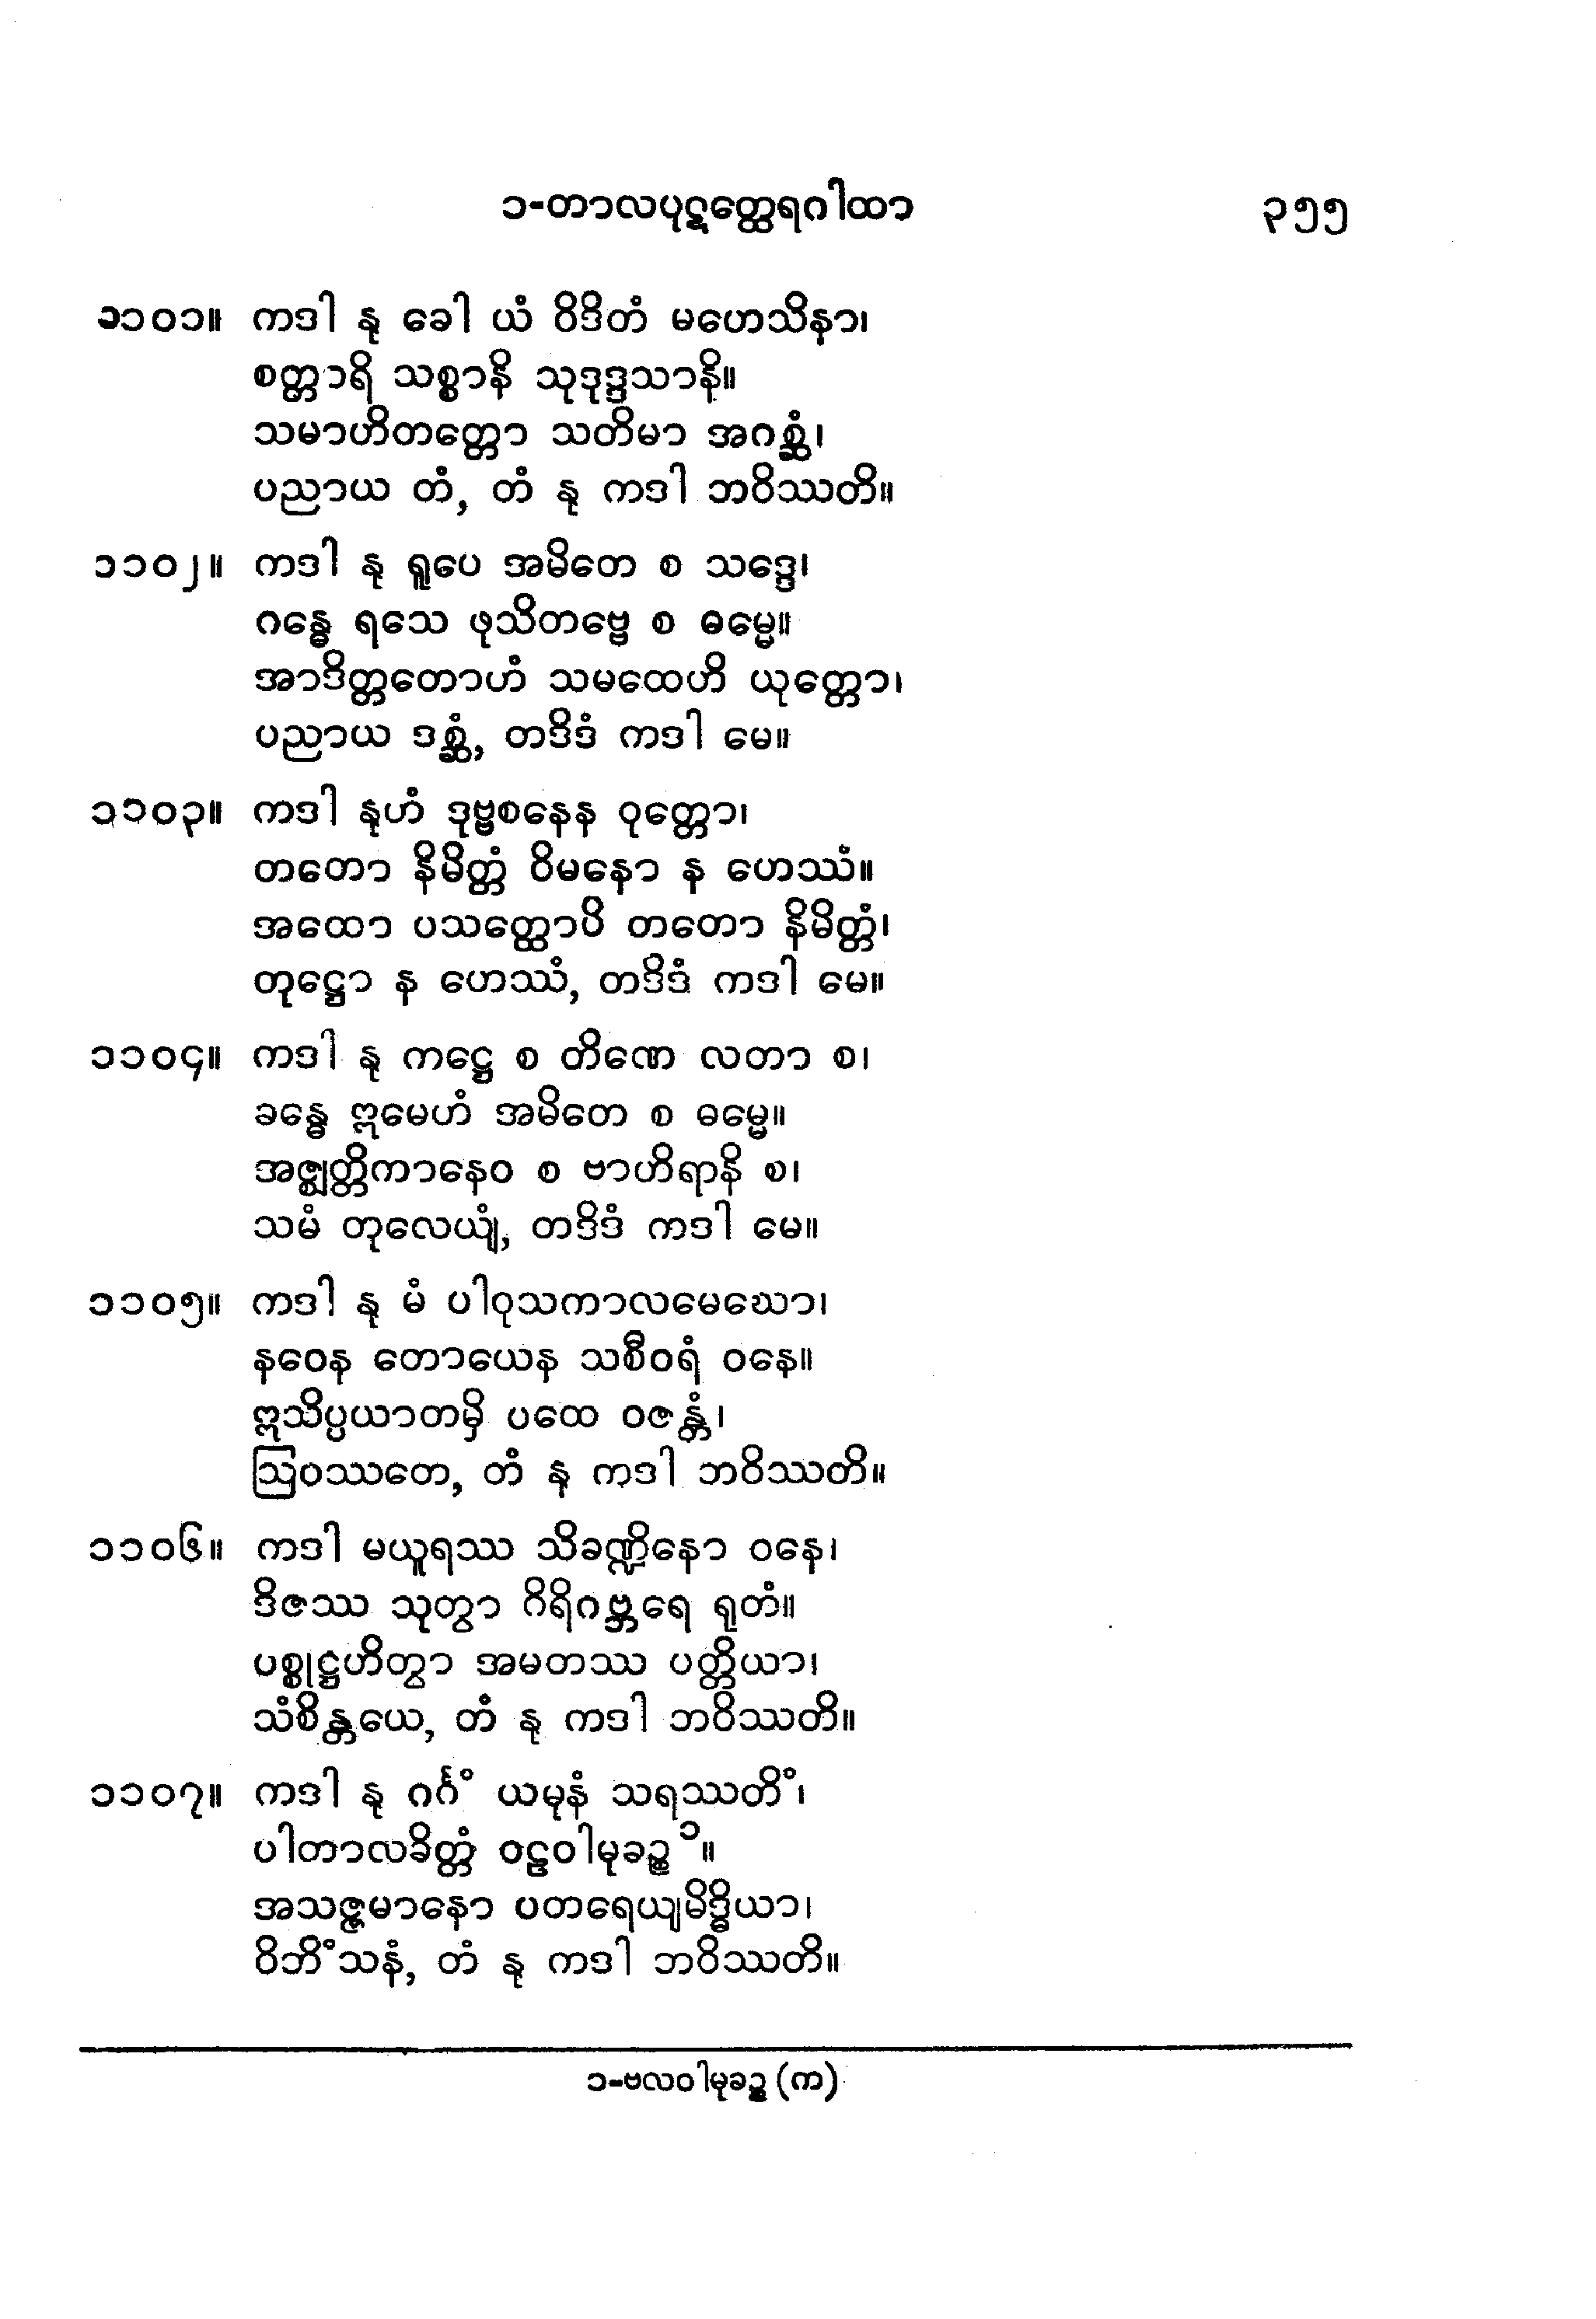 ၁-တာလပုဋတ္ထေရဂါထာ ၃၅၅
၁၁၀၁။ ကဒါ နု ခေါ ယံ ဝိဒိတံ မဟေသိနာ၊
စတ္တာရိ သစ္စာနိ သုဒုဒ္ဒသာနိ။
သမာဟိတတ္တော သတိမာ အဂစ္ဆံ၊
ပညာယ တံ, တံ နု ကဒါ ဘဝိဿတိ။
၁၁၀၂။ ကဒါ နု ရူပေ အမိတေ စ သဒ္ဒေ၊
ဂန္ဓေ ရသေ ဖုသိတဗ္ဗေ စ ဓမ္မေ။
အာဒိတ္တတောဟံ သမထေဟိ ယုတ္တော၊
ပညာယ ဒစ္ဆံ, တဒိဒံ ကဒါ မေ။
၁၁၀၃။ ကဒါ နုဟံ ဒုဗ္ဗစနေန ဝုတ္တော၊
တတော နိမိတ္တံ ဝိမနော န ဟေဿံ။
အထော ပသတ္ထောပိ တတော နိမိတ္တံ၊
တုဋ္ဌော န ဟေဿံ, တဒိဒံ ကဒါ မေ။
၁၁၀၄။ ကဒါ နု ကဋ္ဌေ စ တိဏေ လတာ စ၊
ခန္ဓေ ဣမေဟံ အမိတေ စ ဓမ္မေ။
အဇ္ဈတ္တိကာနေဝ စ ဗာဟိရာနိ စ၊
သမံ တုလေယျံ, တဒိဒံ ကဒါ မေ။
၁၁၀၅။ ကဒါ နု မံ ပါဝုသကာလမေဃော၊
နဝေန တောယေန သစီဝရံ ဝနေ။
ဣသိပ္ပယာတမှိ ပထေ ဝဇန္တံ၊
ဩဝဿတေ, တံ နု ကဒါ ဘဝိဿတိ။
၁၁၀၆။ ကဒါ မယူရဿ သိခဏ္ဍိနော ဝနေ၊
ဒိဇဿ သုတွာ ဂိရိဂဗ္ဘရေ ရုတံ။
ပစ္စုဋ္ဌဟိတွာ အမတဿ ပတ္တိယာ၊
သံစိန္တယေ, တံ နု ကဒါ ဘဝိဿတိ။
၁၁၀၇။ ကဒါ နု ဂင်္ဂံ ယမုနံ သရဿတိံ၊
ပါတာလခိတ္တံ ဝဠဝါမုခဉ္စ ၁။
အသဇ္ဇမာနော ပတရေယျမိဒ္ဓိယာ၊
ဝိဘိံသနံ, တံ နု ကဒါ ဘဝိဿတိ။
၁-ဗလဝါမုခဉ္စ (က)